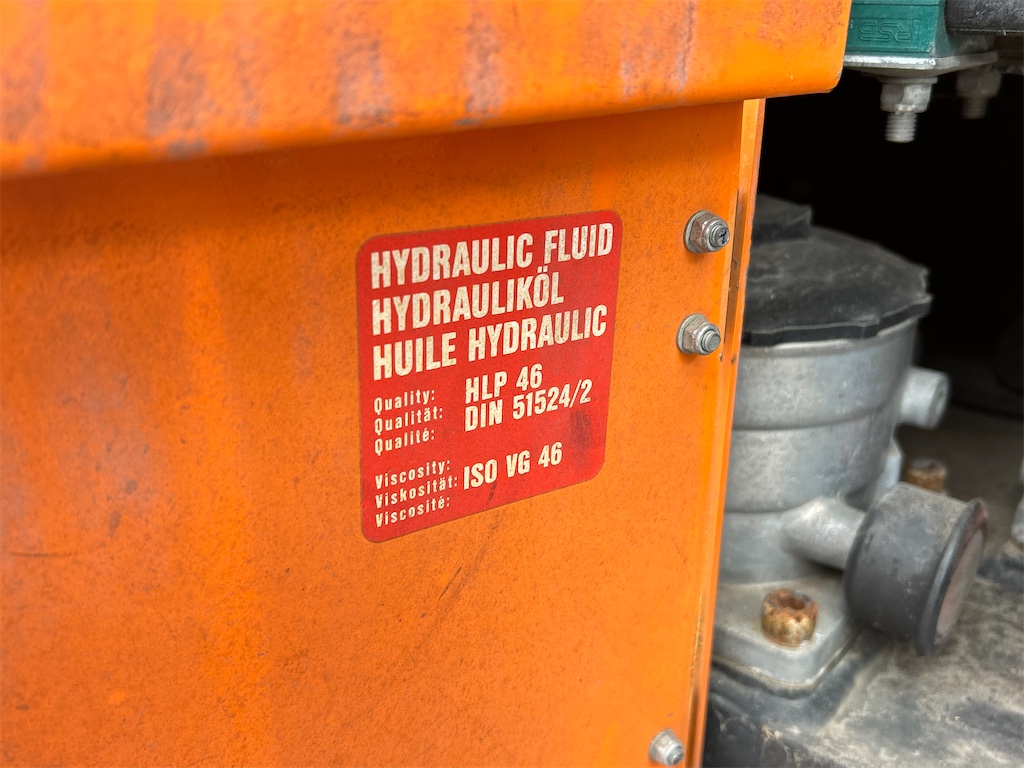 HYDRAULIC FLUID
HYDRAULIKÖL
HUILE HYDRAULIC
Quality: HLP 46
Qualität: DIN 51524/2
Qualité:
Viscosity:
Viskosität: ISO VG 46
Viscosité: